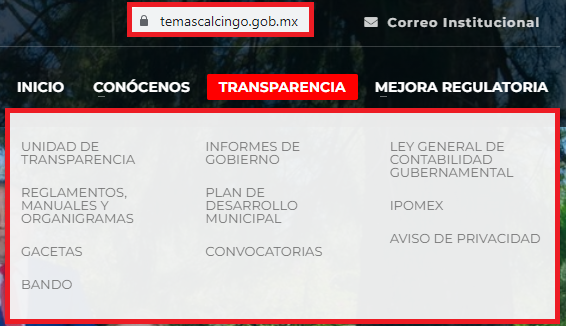 temascalcingo.gob.mx
Correo Institucional
INICIO
CONÓCENOS
TRANSPARENCIA
MEJORA REGULATORIA
UNIDAD DE
TRANSPARENCIA
REGLAMENTOS,
MANUALES Y
ORGANIGRAMAS
GACETAS
BANDO
INFORMES DE
GOBIERNO
PLAN DE
DESARROLLO
MUNICIPAL
CONVOCATORIAS
LEY GENERAL DE
CONTABILIDAD
GUBERNAMENTAL
IPOMEX
AVISO DE PRIVACIDAD